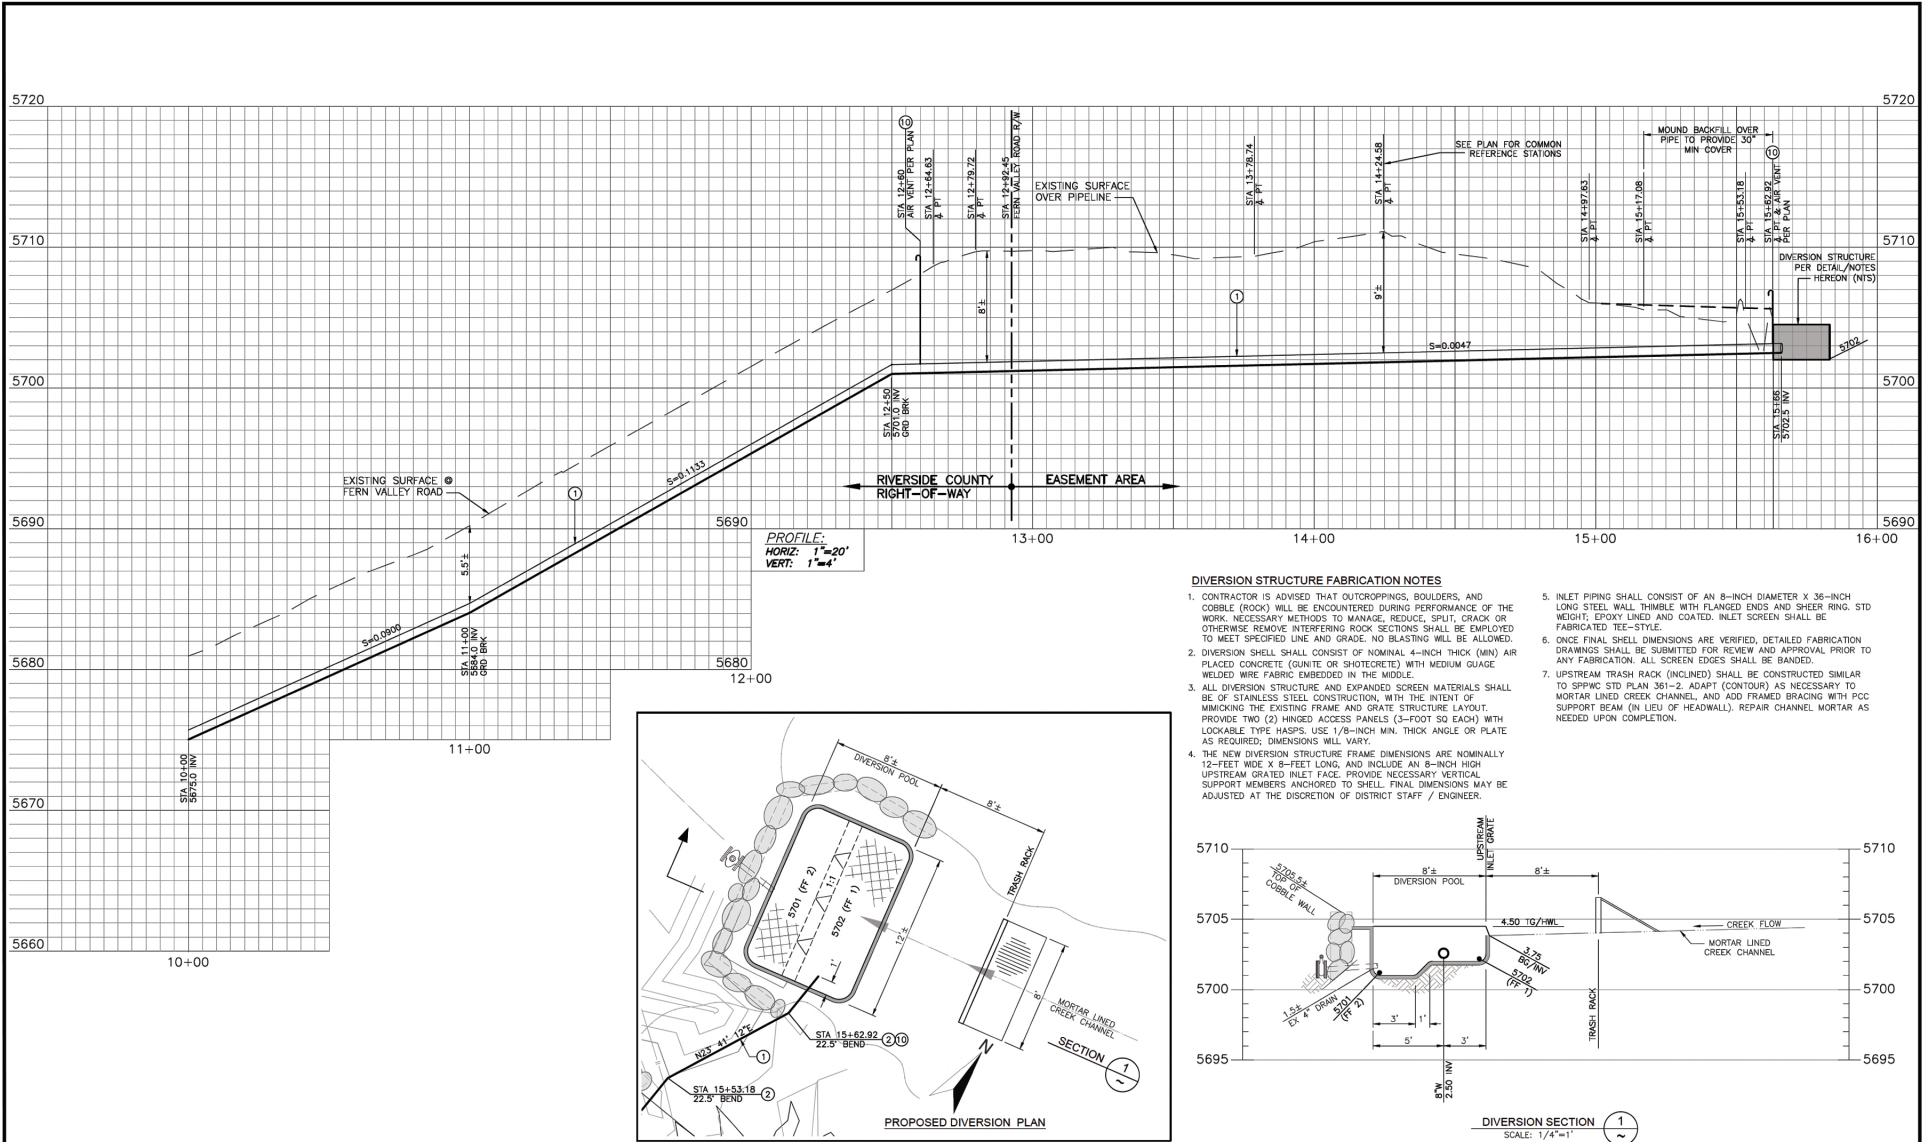 5720
5720
10
STA 12+60
AIR VENT PER PLAN
STA 12+64.63
∡ PT
STA 12+79.72
∡ PT
STA 12+92.45
FERN VALLEY ROAD R/W
EXISTING SURFACE
OVER PIPELINE
STA 13+78.74
∡ PT
STA 14+24.58
∡ PT
SEE PLAN FOR COMMON
REFERENCE STATIONS
MOUND BACKFILL OVER
PIPE TO PROVIDE 30"
MIN COVER
10
STA 14+97.63
∡ PT
STA 15+17.08
∡ PT
STA 15+53.18
∡ PT
STA 15+62.92
∡ PT & AIR VENT
PER PLAN
5710
5710
DIVERSION STRUCTURE
PER DETAIL/NOTES
HEREON (NTS)
8'±
1
9'±
S=0.0047
5702
5700
5700
STA 12+50
5701.0 INV
GRD BRK
STA 15+66
5702.5 INV
S=0.1133
EXISTING SURFACE @
FERN VALLEY ROAD
1
RIVERSIDE COUNTY
RIGHT-OF-WAY
EASEMENT AREA
5690
5690
5690
PROFILE:
HORIZ: 1"=20'
VERT: 1"=4'
13+00
14+00
15+00
16+00
5.5'±
S=0.0900
STA 11+00
5684.0 INV
GRD BRK
5680
5680
12+00
11+00
STA 10+00
5675.0 INV
5670
5660
10+00
DIVERSION STRUCTURE FABRICATION NOTES
1. CONTRACTOR IS ADVISED THAT OUTCROPPINGS, BOULDERS, AND
COBBLE (ROCK) WILL BE ENCOUNTERED DURING PERFORMANCE OF THE
WORK. NECESSARY METHODS TO MANAGE, REDUCE, SPLIT, CRACK OR
OTHERWISE REMOVE INTERFERING ROCK SECTIONS SHALL BE EMPLOYED
TO MEET SPECIFIED LINE AND GRADE. NO BLASTING WILL BE ALLOWED.
2. DIVERSION SHELL SHALL CONSIST OF NOMINAL 4-INCH THICK (MIN) AIR
PLACED CONCRETE (GUNITE OR SHOTECRETE) WITH MEDIUM GUAGE
WELDED WIRE FABRIC EMBEDDED IN THE MIDDLE.
3. ALL DIVERSION STRUCTURE AND EXPANDED SCREEN MATERIALS SHALL
BE OF STAINLESS STEEL CONSTRUCTION, WITH THE INTENT OF
MIMICKING THE EXISTING FRAME AND GRATE STRUCTURE LAYOUT.
PROVIDE TWO (2) HINGED ACCESS PANELS (3-FOOT SQ EACH) WITH
LOCKABLE TYPE HASPS. USE 1/8-INCH MIN. THICK ANGLE OR PLATE
AS REQUIRED; DIMENSIONS WILL VARY.
4. THE NEW DIVERSION STRUCTURE FRAME DIMENSIONS ARE NOMINALLY
12-FEET WIDE X 8-FEET LONG, AND INCLUDE AN 8-INCH HIGH
UPSTREAM GRATED INLET FACE. PROVIDE NECESSARY VERTICAL
SUPPORT MEMBERS ANCHORED TO SHELL. FINAL DIMENSIONS MAY BE
ADJUSTED AT THE DISCRETION OF DISTRICT STAFF / ENGINEER.
5. INLET PIPING SHALL CONSIST OF AN 8-INCH DIAMETER X 36-INCH
LONG STEEL WALL THIMBLE WITH FLANGED ENDS AND SHEER RING. STD
WEIGHT; EPOXY LINED AND COATED. INLET SCREEN SHALL BE
FABRICATED TEE-STYLE.
6. ONCE FINAL SHELL DIMENSIONS ARE VERIFIED, DETAILED FABRICATION
DRAWINGS SHALL BE SUBMITTED FOR REVIEW AND APPROVAL PRIOR TO
ANY FABRICATION. ALL SCREEN EDGES SHALL BE BANDED.
7. UPSTREAM TRASH RACK (INCLINED) SHALL BE CONSTRUCTED SIMILAR
TO SPPWC STD PLAN 361-2. ADAPT (CONTOUR) AS NECESSARY TO
MORTAR LINED CREEK CHANNEL, AND ADD FRAMED BRACING WITH PCC
SUPPORT BEAM (IN LIEU OF HEADWALL). REPAIR CHANNEL MORTAR AS
NEEDED UPON COMPLETION.
8'±
DIVERSION POOL
8'±
TRASH RACK
5701 (FF 2)
1:1
5702 (FF 1)
12'±
1'
8'
MORTAR LINED
CREEK CHANNEL
N23° 41' 12"E
1
STA 15+62.92
22.5° BEND
2
10
STA 15+53.18
22.5° BEND
2
N
SECTION
1
~
PROPOSED DIVERSION PLAN
UPSTREAM
INLET GRATE
5710
5710
5705.5±
TOP OF
COBBLE WALL
8'±
DIVERSION POOL
8'±
5705
5705
4.50 TG/HWL
CREEK FLOW
MORTAR LINED
CREEK CHANNEL
3.75
BG/INV
5702
(FF 1)
5700
5700
1.5±
EX 4" DRAIN
5701
(FF 2)
3'
1'
5'
3'
TRASH RACK
5695
5695
8"W
2.50 INV
DIVERSION SECTION
1
~
SCALE: 1/4"=1'